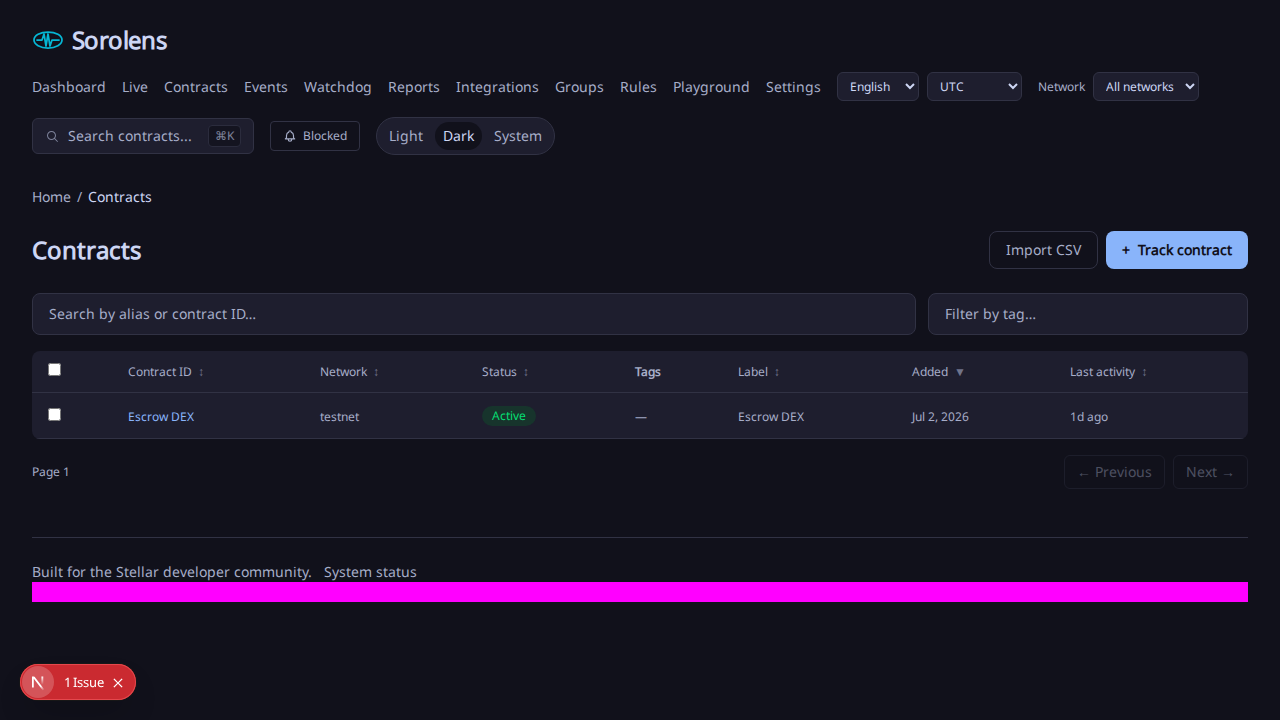 Sorolens
Dashboard Live Contracts Events Watchdog Reports Integrations Groups Rules Playground Settings English UTC Network All networks
Search contracts... ⌘K Blocked Light Dark System
Home / Contracts
Contracts Import CSV + Track contract
Search by alias or contract ID... Filter by tag...
Contract ID ↕ Network ↕ Status ↕ Tags Label ↕ Added ▼ Last activity ↕
Escrow DEX testnet Active — Escrow DEX Jul 2, 2026 1d ago
Page 1 ← Previous Next →
Built for the Stellar developer community. System status
N 1 Issue ×